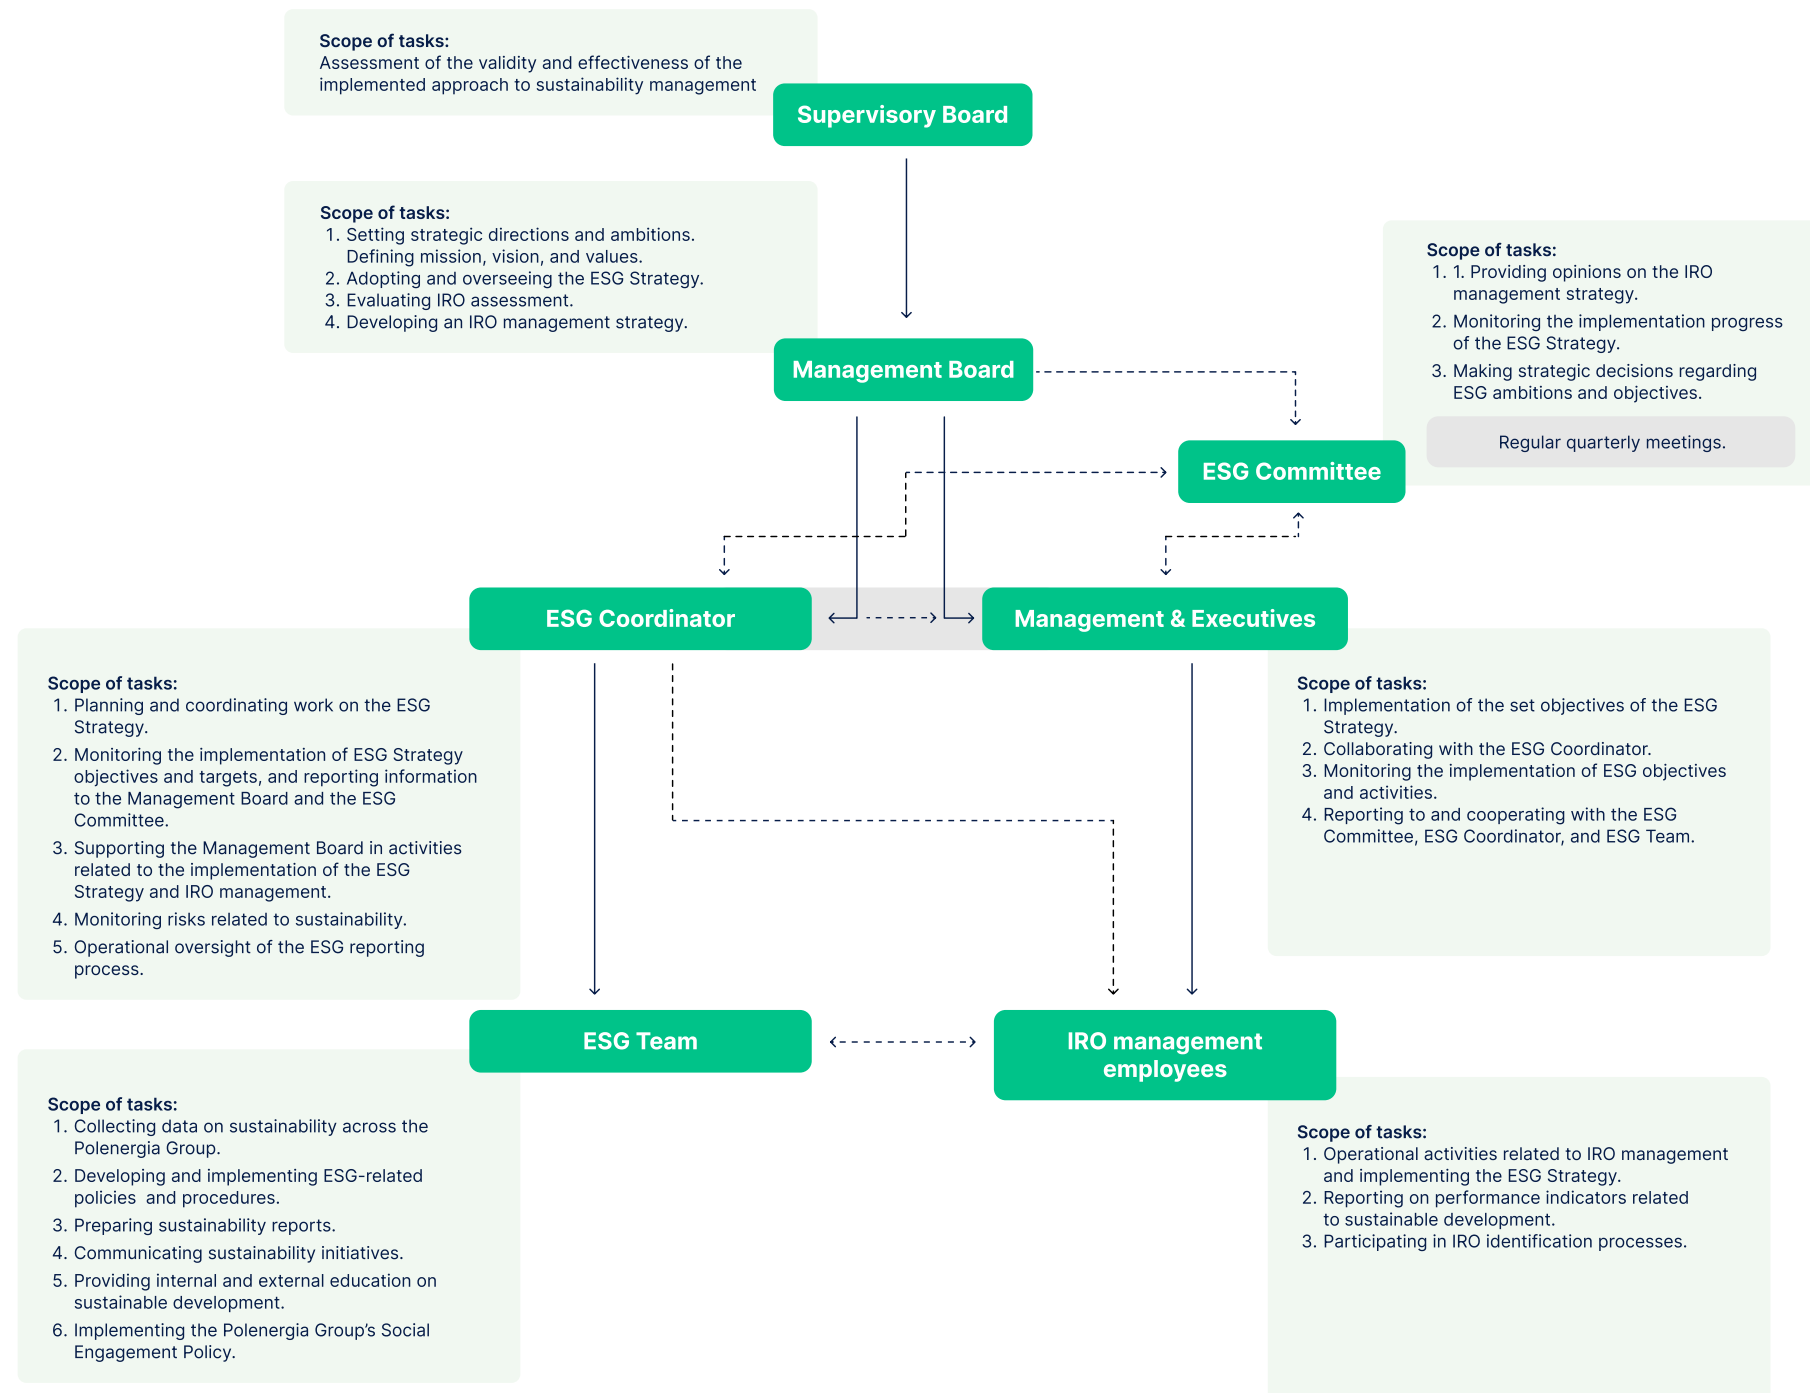 Scope of tasks:
Assessment of the validity and effectiveness of the
implemented approach to sustainability management
Supervisory Board
Scope of tasks:
1. Setting strategic directions and ambitions.
Defining mission, vision, and values.
2. Adopting and overseeing the ESG Strategy.
3. Evaluating IRO assessment.
4. Developing an IRO management strategy.
Management Board
Scope of tasks:
1. 1. Providing opinions on the IRO
management strategy.
2. Monitoring the implementation progress
of the ESG Strategy.
3. Making strategic decisions regarding
ESG ambitions and objectives.
Regular quarterly meetings.
ESG Committee
ESG Coordinator
Management & Executives
Scope of tasks:
1. Planning and coordinating work on the ESG
Strategy.
2. Monitoring the implementation of ESG Strategy
objectives and targets, and reporting information
to the Management Board and the ESG
Committee.
3. Supporting the Management Board in activities
related to the implementation of the ESG
Strategy and IRO management.
4. Monitoring risks related to sustainability.
5. Operational oversight of the ESG reporting
process.
Scope of tasks:
1. Implementation of the set objectives of the ESG
Strategy.
2. Collaborating with the ESG Coordinator.
3. Monitoring the implementation of ESG objectives
and activities.
4. Reporting to and cooperating with the ESG
Committee, ESG Coordinator, and ESG Team.
ESG Team
IRO management
employees
Scope of tasks:
1. Collecting data on sustainability across the
Polenergia Group.
2. Developing and implementing ESG-related
policies  and procedures.
3. Preparing sustainability reports.
4. Communicating sustainability initiatives.
5. Providing internal and external education on
sustainable development.
6. Implementing the Polenergia Group’s Social
Engagement Policy.
Scope of tasks:
1. Operational activities related to IRO management
and implementing the ESG Strategy.
2. Reporting on performance indicators related
to sustainable development.
3. Participating in IRO identification processes.